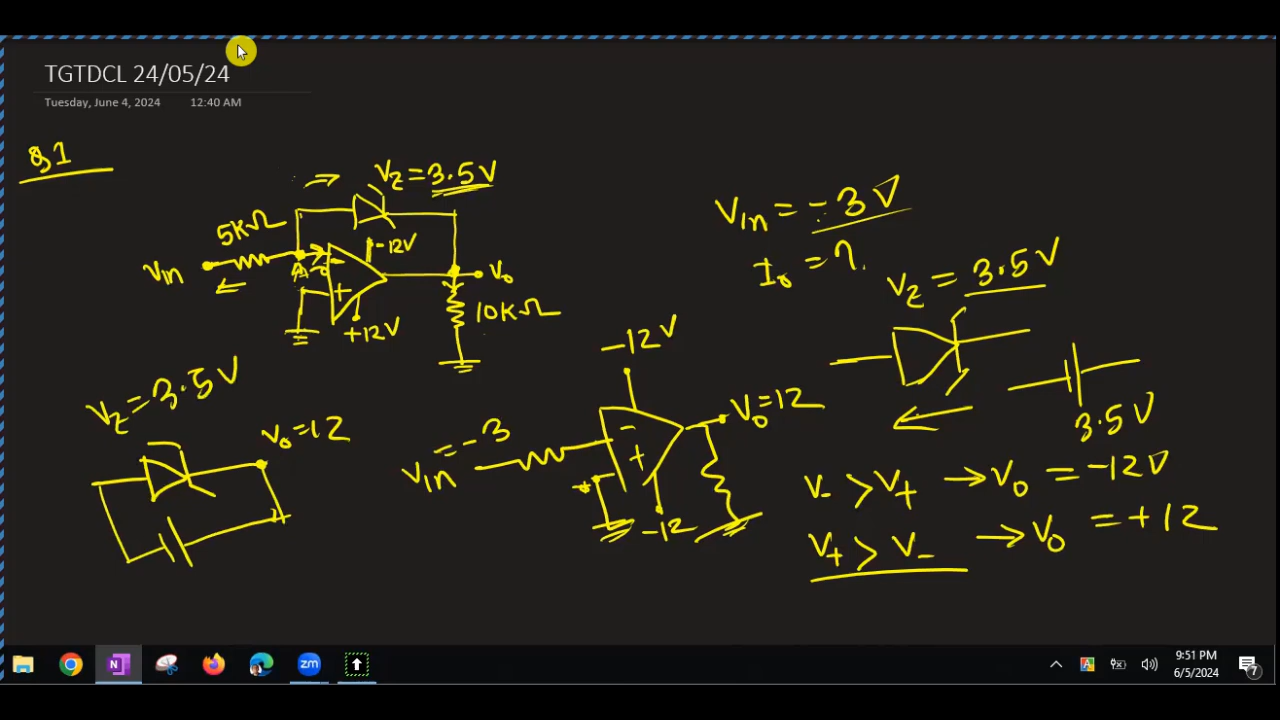 TGTDCL 24/05/24
Tuesday, June 4, 2024 12:40 AM
Q1
Vz = 3.5V
5KΩ
-12V
Vin
A
-
+
Vo
+12V
10KΩ
Vin = -3V
Io = ?
Vz = 3.5V
3.5V
Vz = 3.5V
Vo = 12
-12V
Vin = -3
-
+
Vo = 12
-12
V- > V+ → Vo = -12V
V+ > V- → Vo = +12
9:51 PM
6/5/2024
N
zm
A
7